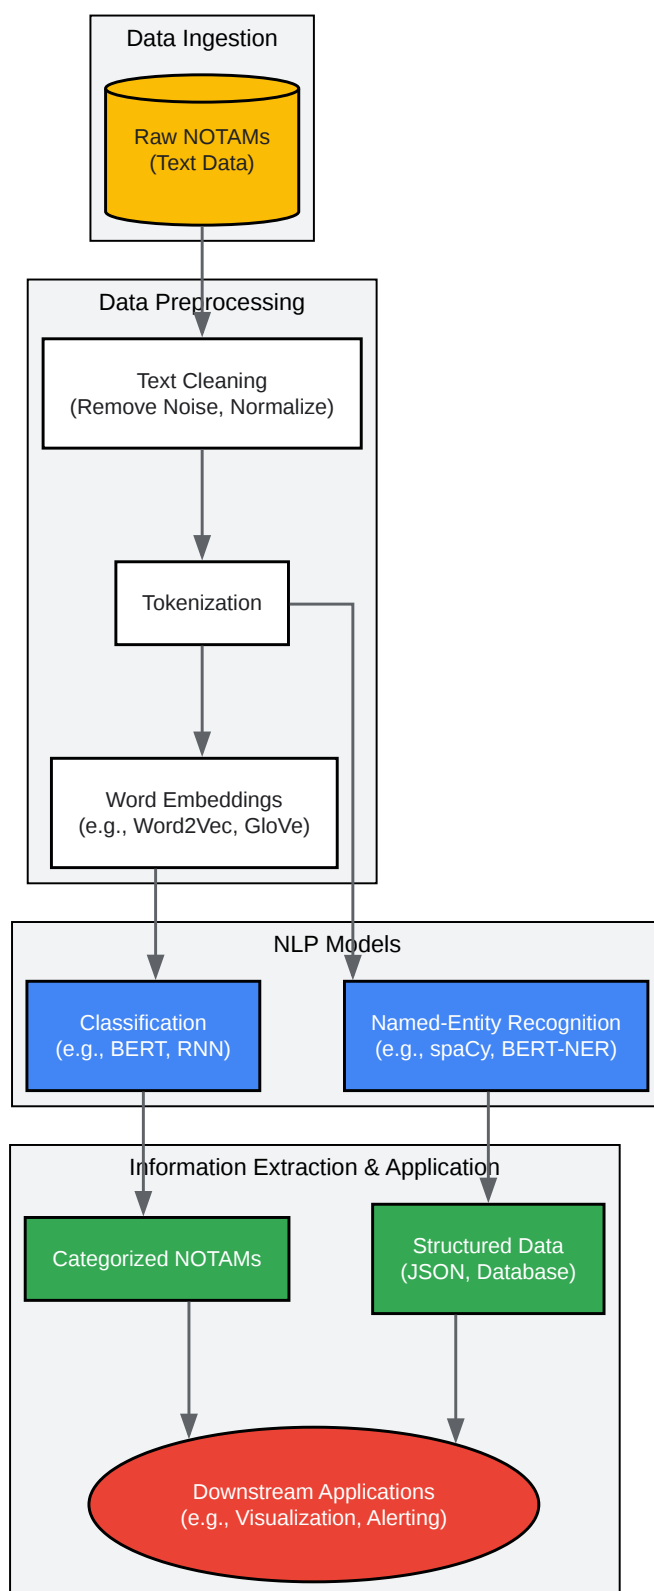 Data Ingestion
Raw NOTAMs
(Text Data)
Data Preprocessing
Text Cleaning
(Remove Noise, Normalize)
Tokenization
Word Embeddings
(e.g., Word2Vec, GloVe)
NLP Models
Classification
(e.g., BERT, RNN)
Named-Entity Recognition
(e.g., spaCy, BERT-NER)
Information Extraction & Application
Categorized NOTAMs
Structured Data
(JSON, Database)
Downstream Applications
(e.g., Visualization, Alerting)